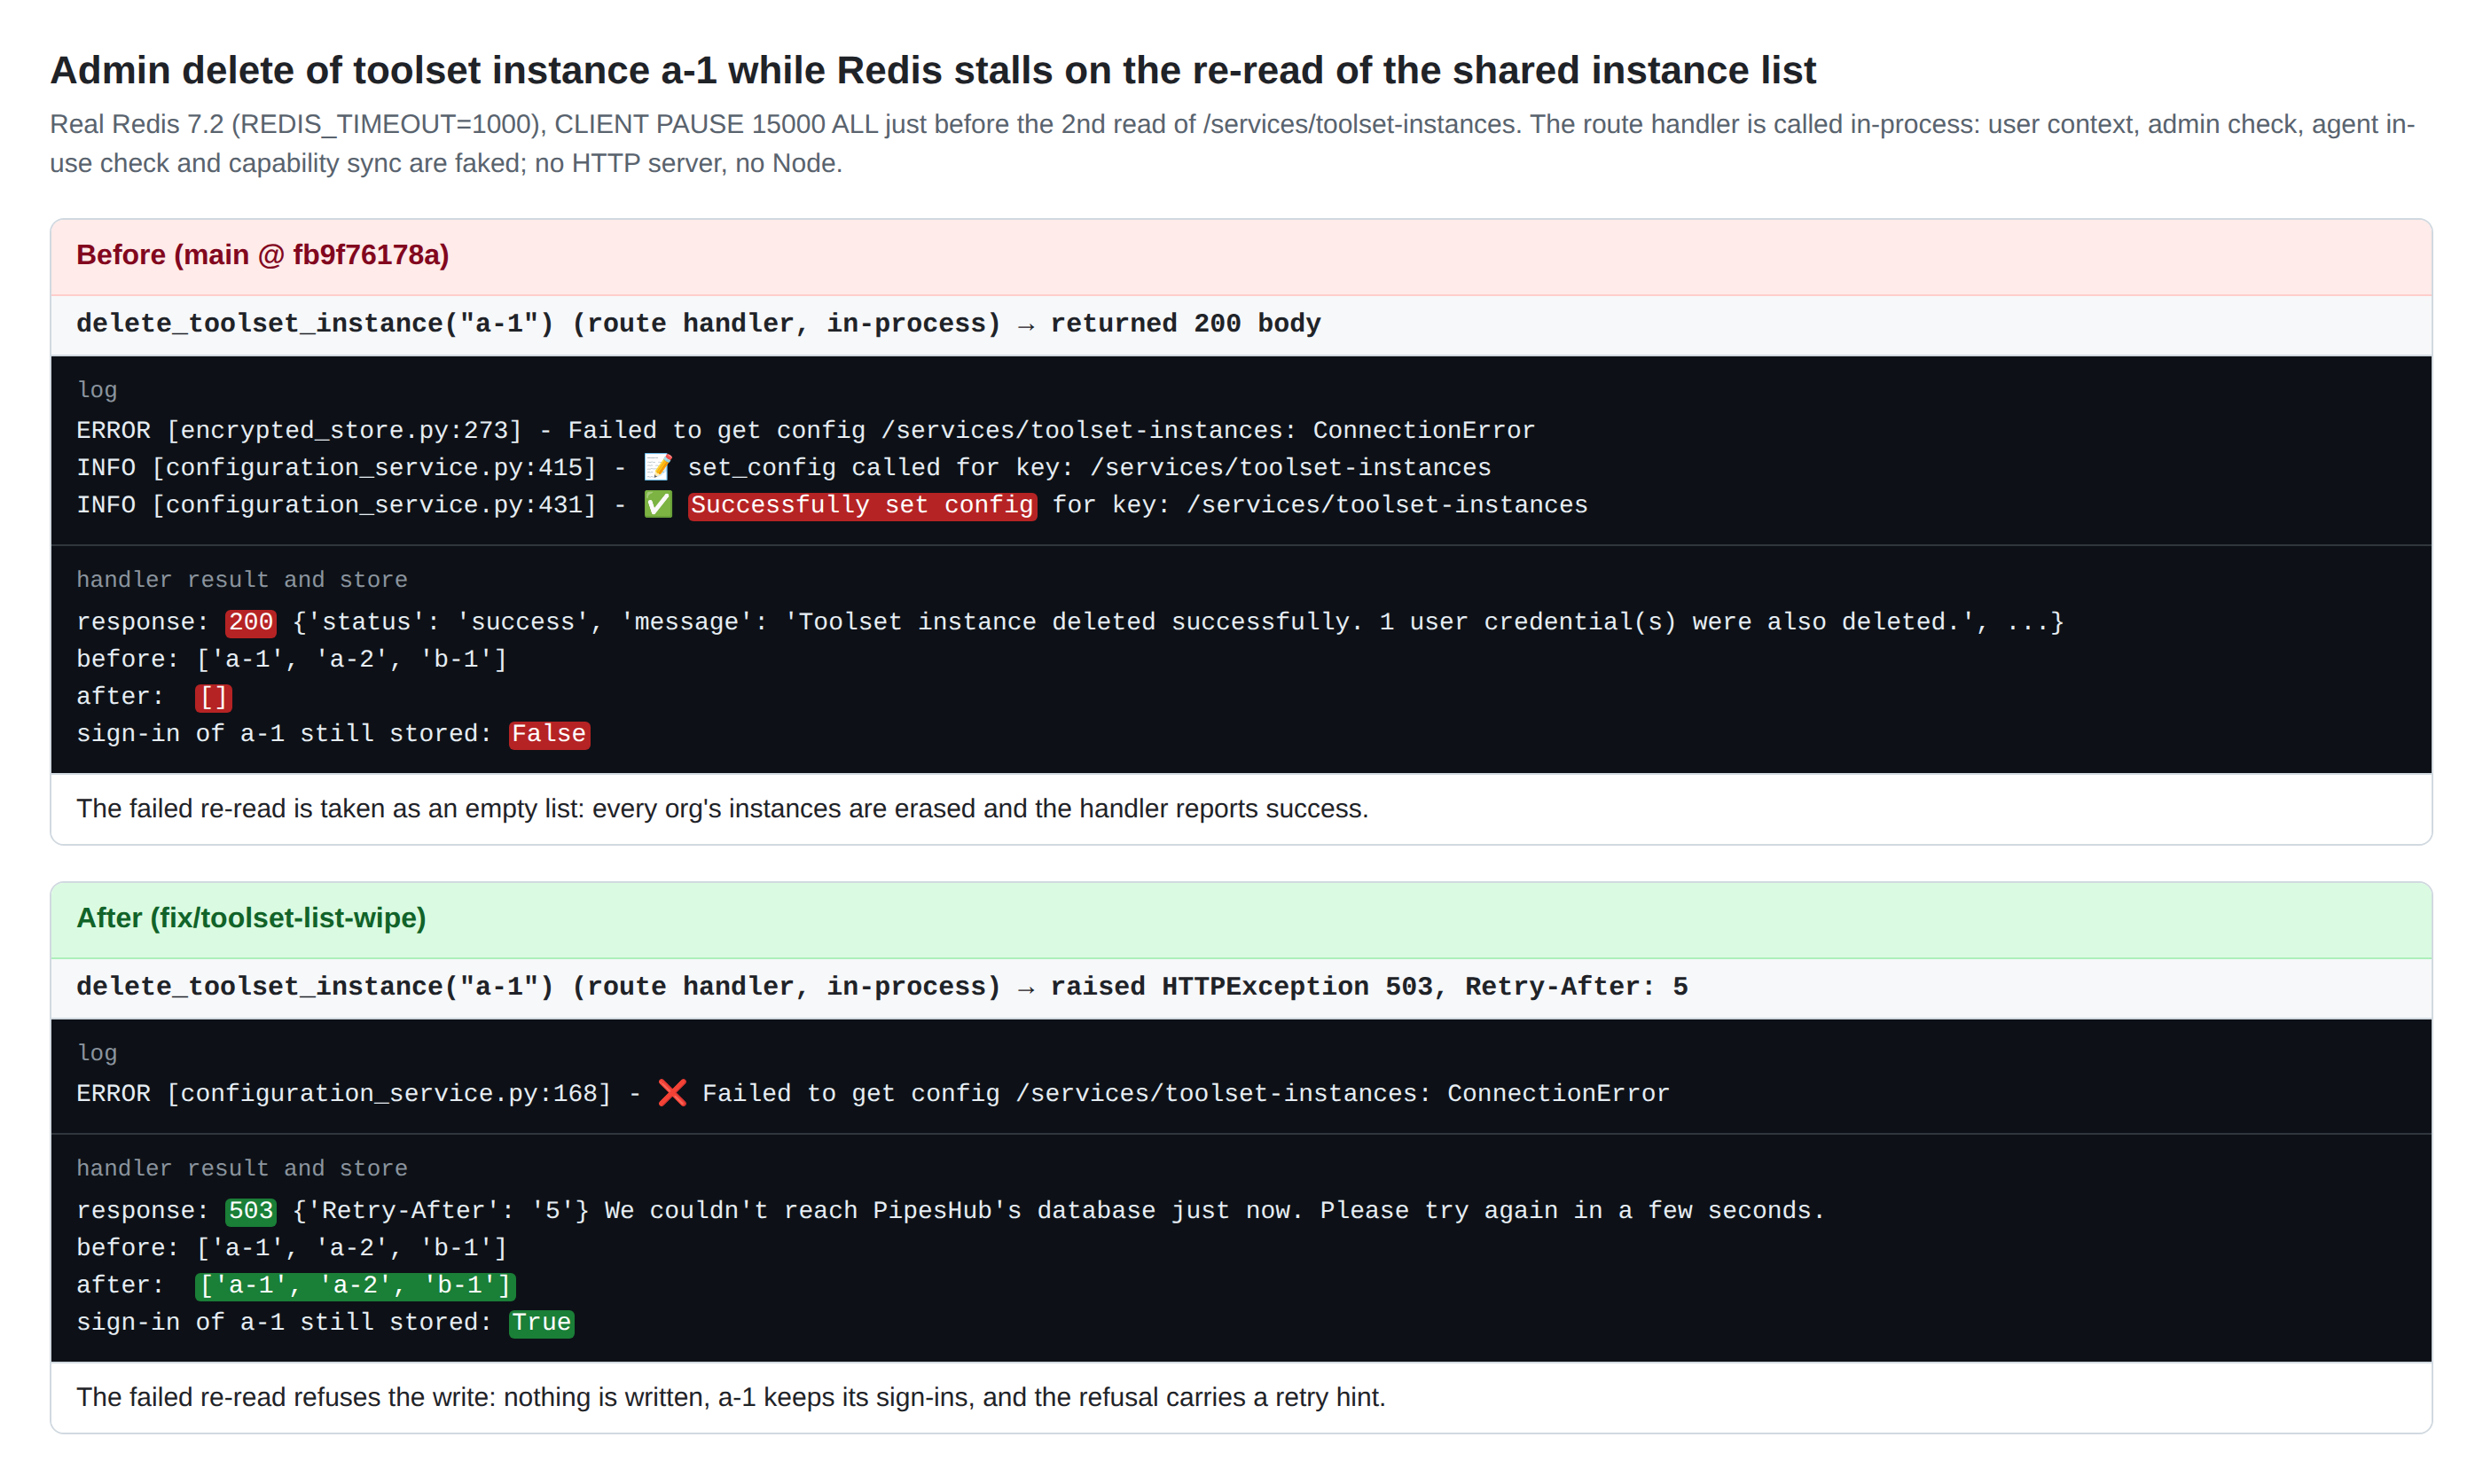 Admin delete of toolset instance a-1 while Redis stalls on the re-read of the shared instance list
Real Redis 7.2 (REDIS_TIMEOUT=1000), CLIENT PAUSE 15000 ALL just before the 2nd read of /services/toolset-instances. The route handler is called in-process: user context, admin check, agent in-
use check and capability sync are faked; no HTTP server, no Node.
Before (main @ fb9f76178a)
delete_toolset_instance("a-1") (route handler, in-process) → returned 200 body
log
ERROR [encrypted_store.py:273] - Failed to get config /services/toolset-instances: ConnectionError
INFO [configuration_service.py:415] - 📝 set_config called for key: /services/toolset-instances
INFO [configuration_service.py:431] - ✅ Successfully set config for key: /services/toolset-instances
handler result and store
response: 200 {'status': 'success', 'message': 'Toolset instance deleted successfully. 1 user credential(s) were also deleted.', ...}
before: ['a-1', 'a-2', 'b-1']
after:  []
sign-in of a-1 still stored: False
The failed re-read is taken as an empty list: every org's instances are erased and the handler reports success.
After (fix/toolset-list-wipe)
delete_toolset_instance("a-1") (route handler, in-process) → raised HTTPException 503, Retry-After: 5
log
ERROR [configuration_service.py:168] - ❌ Failed to get config /services/toolset-instances: ConnectionError
handler result and store
response: 503 {'Retry-After': '5'} We couldn't reach PipesHub's database just now. Please try again in a few seconds.
before: ['a-1', 'a-2', 'b-1']
after:  ['a-1', 'a-2', 'b-1']
sign-in of a-1 still stored: True
The failed re-read refuses the write: nothing is written, a-1 keeps its sign-ins, and the refusal carries a retry hint.